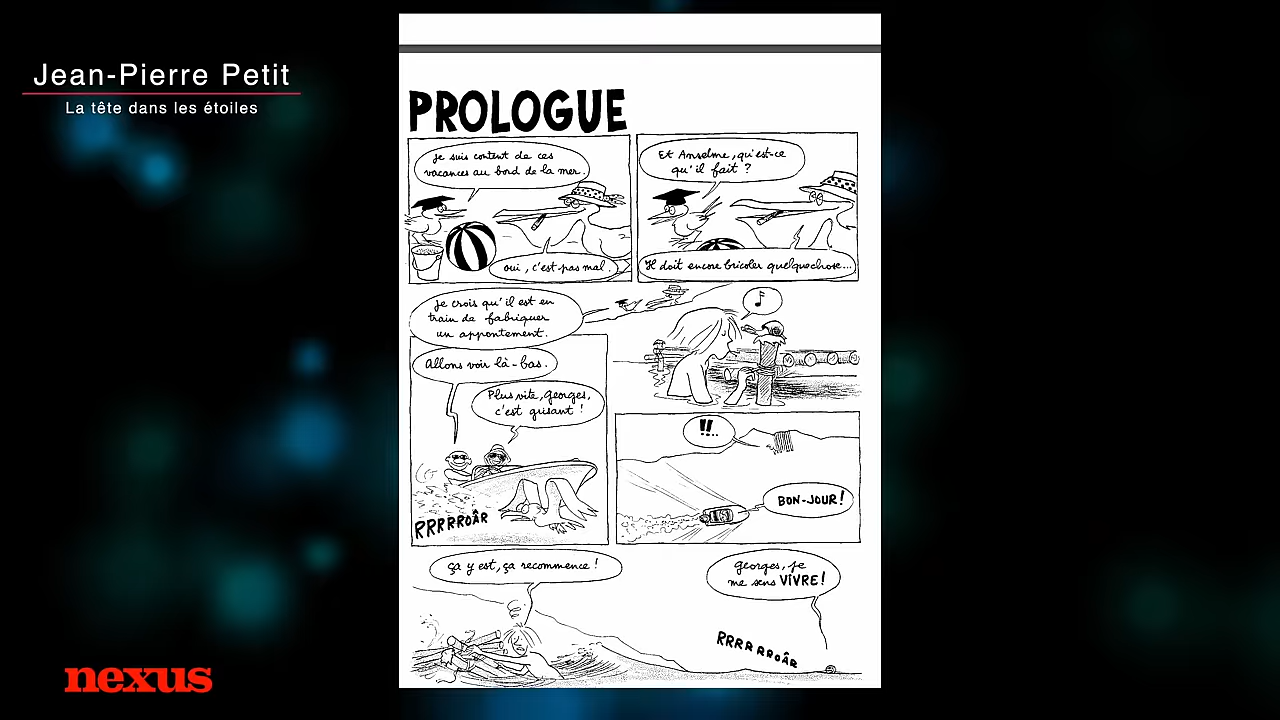 Jean-Pierre Petit
La tête dans les étoiles
PROLOGUE
Je suis content de ces
vacances au bord de la mer.
oui, c'est pas mal.
Et Anselme, qu'est-ce
qu'il fait ?
Il doit encore bricoler quelquechose...
Je crois qu'il est en
train de fabriquer
un appontement.
Allons voir là-bas.
Plus vite, Georges,
c'est grisant !
RRRRROÂR
!!..
BON-JOUR !
ça y est, ça recommence !
Georges, je
me sens VIVRE !
RRRRRROÂR
nexus